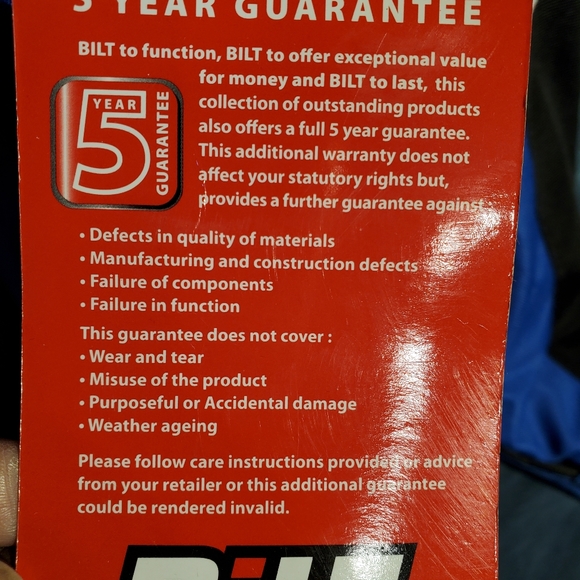 5 YEAR GUARANTEE
BILT to function, BILT to offer exceptional value
for money and BILT to last, this
collection of outstanding products
also offers a full 5 year guarantee.
This additional warranty does not
affect your statutory rights but,
provides a further guarantee against
YEAR
5
GUARANTEE
• Defects in quality of materials
• Manufacturing and construction defects
• Failure of components
• Failure in function
This guarantee does not cover :
• Wear and tear
• Misuse of the product
• Purposeful or Accidental damage
• Weather ageing
Please follow care instructions provided or advice
from your retailer or this additional guarantee
could be rendered invalid.
BiLT